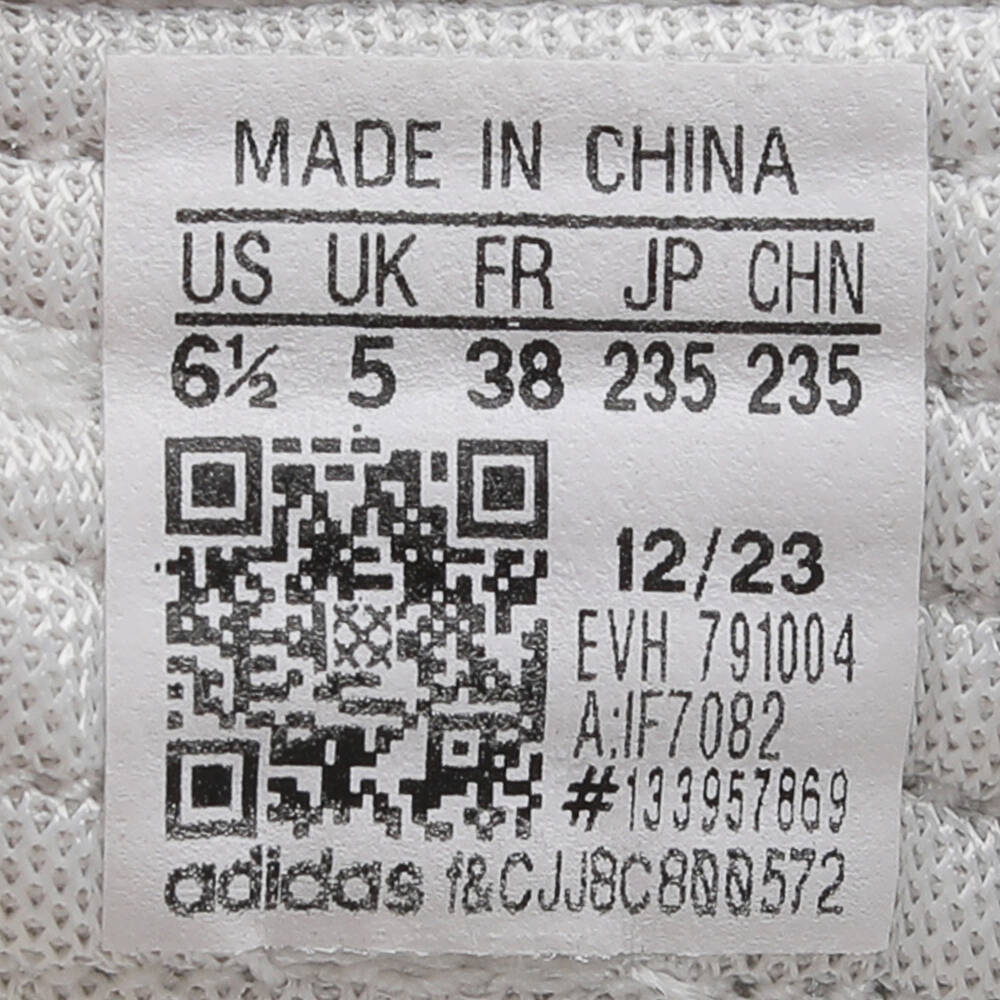 MADE IN CHINA
US UK FR JP CHN
6½ 5 38 235 235
12/23
EVH 791004
A:IF7082
#133957869
adidas f&CJJ8C800572